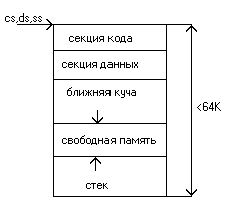 cs,ds,ss
секция кода
секция данных
ближняя куча
<64K
свободная память
стек